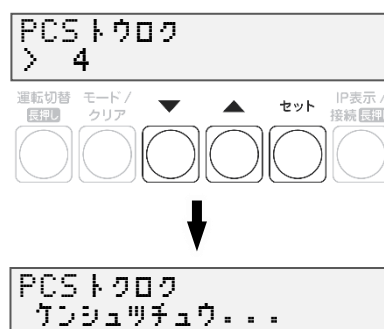 PCSトウロク
> 4
運転切替 モード/ ▼ ▲ セット IP表示/
長押し クリア 接続 長押し
PCSトクロク
ケンシュツチュウ...